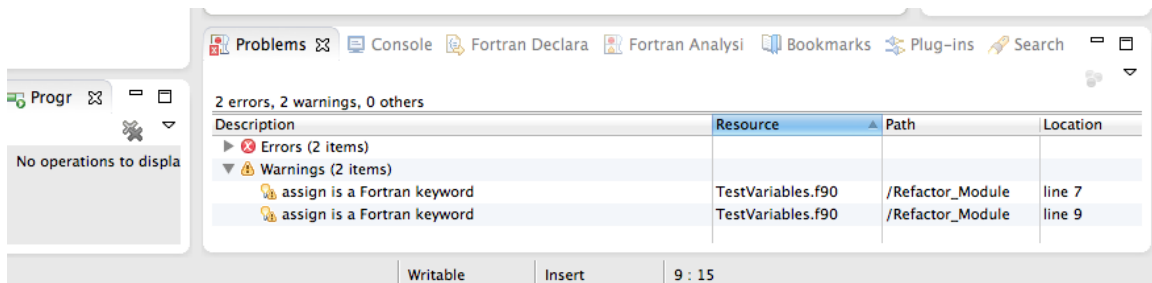 Problems Console Fortran Declara Fortran Analysi Bookmarks Plug-ins Search
Progr
2 errors, 2 warnings, 0 others
Description Resource Path Location
Errors (2 items)
No operations to displa
Warnings (2 items)
assign is a Fortran keyword TestVariables.f90 /Refactor_Module line 7
assign is a Fortran keyword TestVariables.f90 /Refactor_Module line 9
Writable Insert 9 : 15